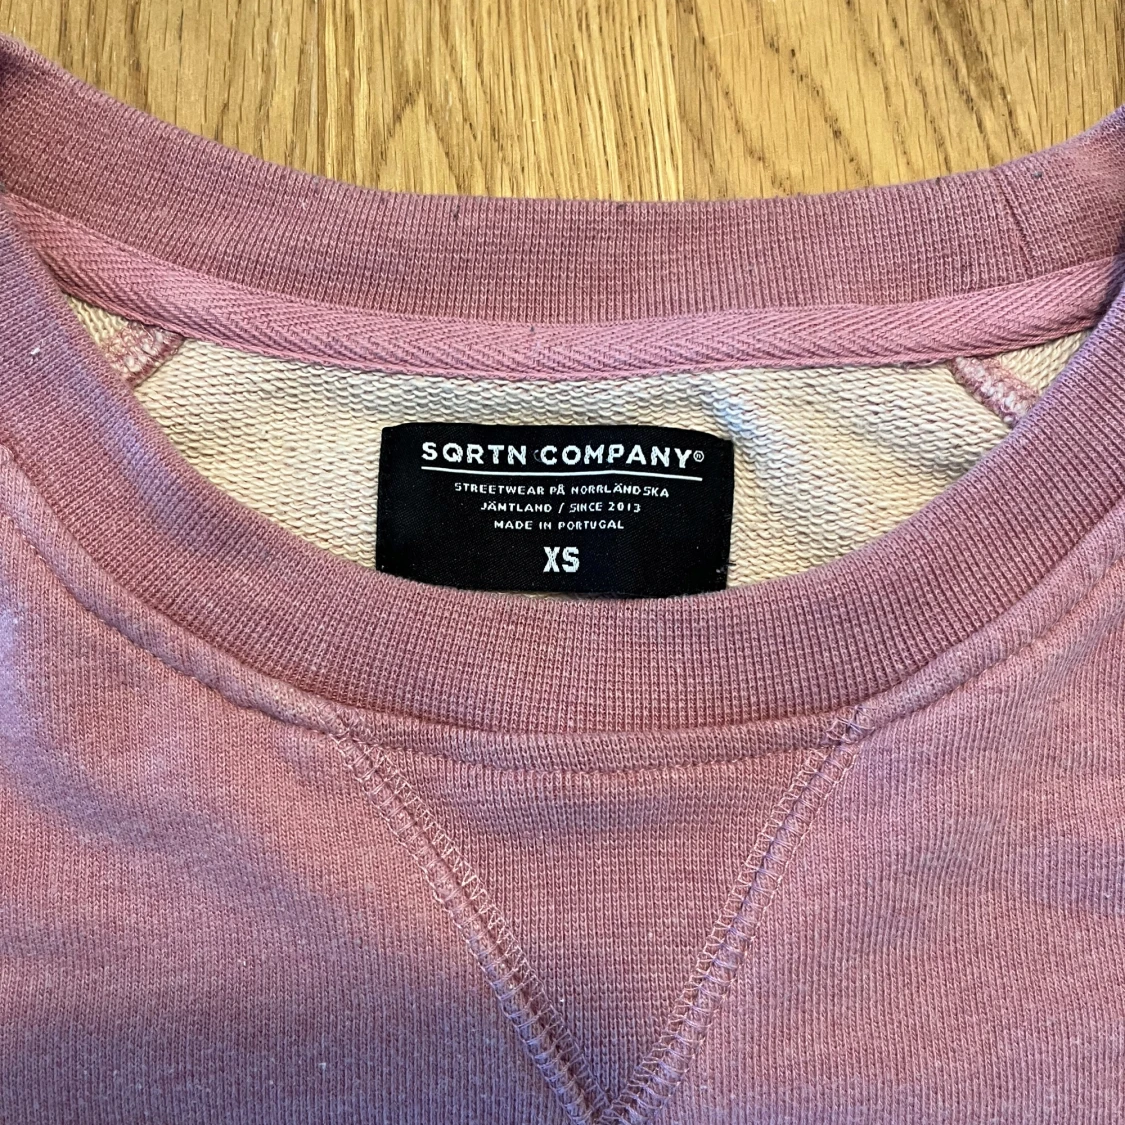 SQRTN COMPANY®
STREETWEAR PÅ NORRLÄNDSKA
JÄMTLAND / SINCE 2013
MADE IN PORTUGAL
XS